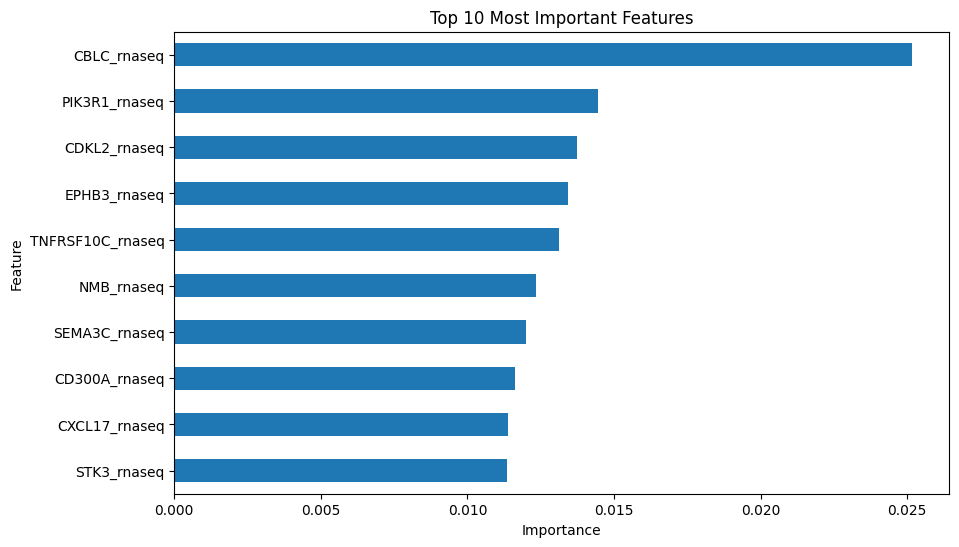 Top 10 Most Important Features
CBLC_rnaseq
PIK3R1_rnaseq
CDKL2_rnaseq
EPHB3_rnaseq
TNFRSF10C_rnaseq
NMB_rnaseq
SEMA3C_rnaseq
CD300A_rnaseq
CXCL17_rnaseq
STK3_rnaseq
Feature
0.000 0.005 0.010 0.015 0.020 0.025
Importance